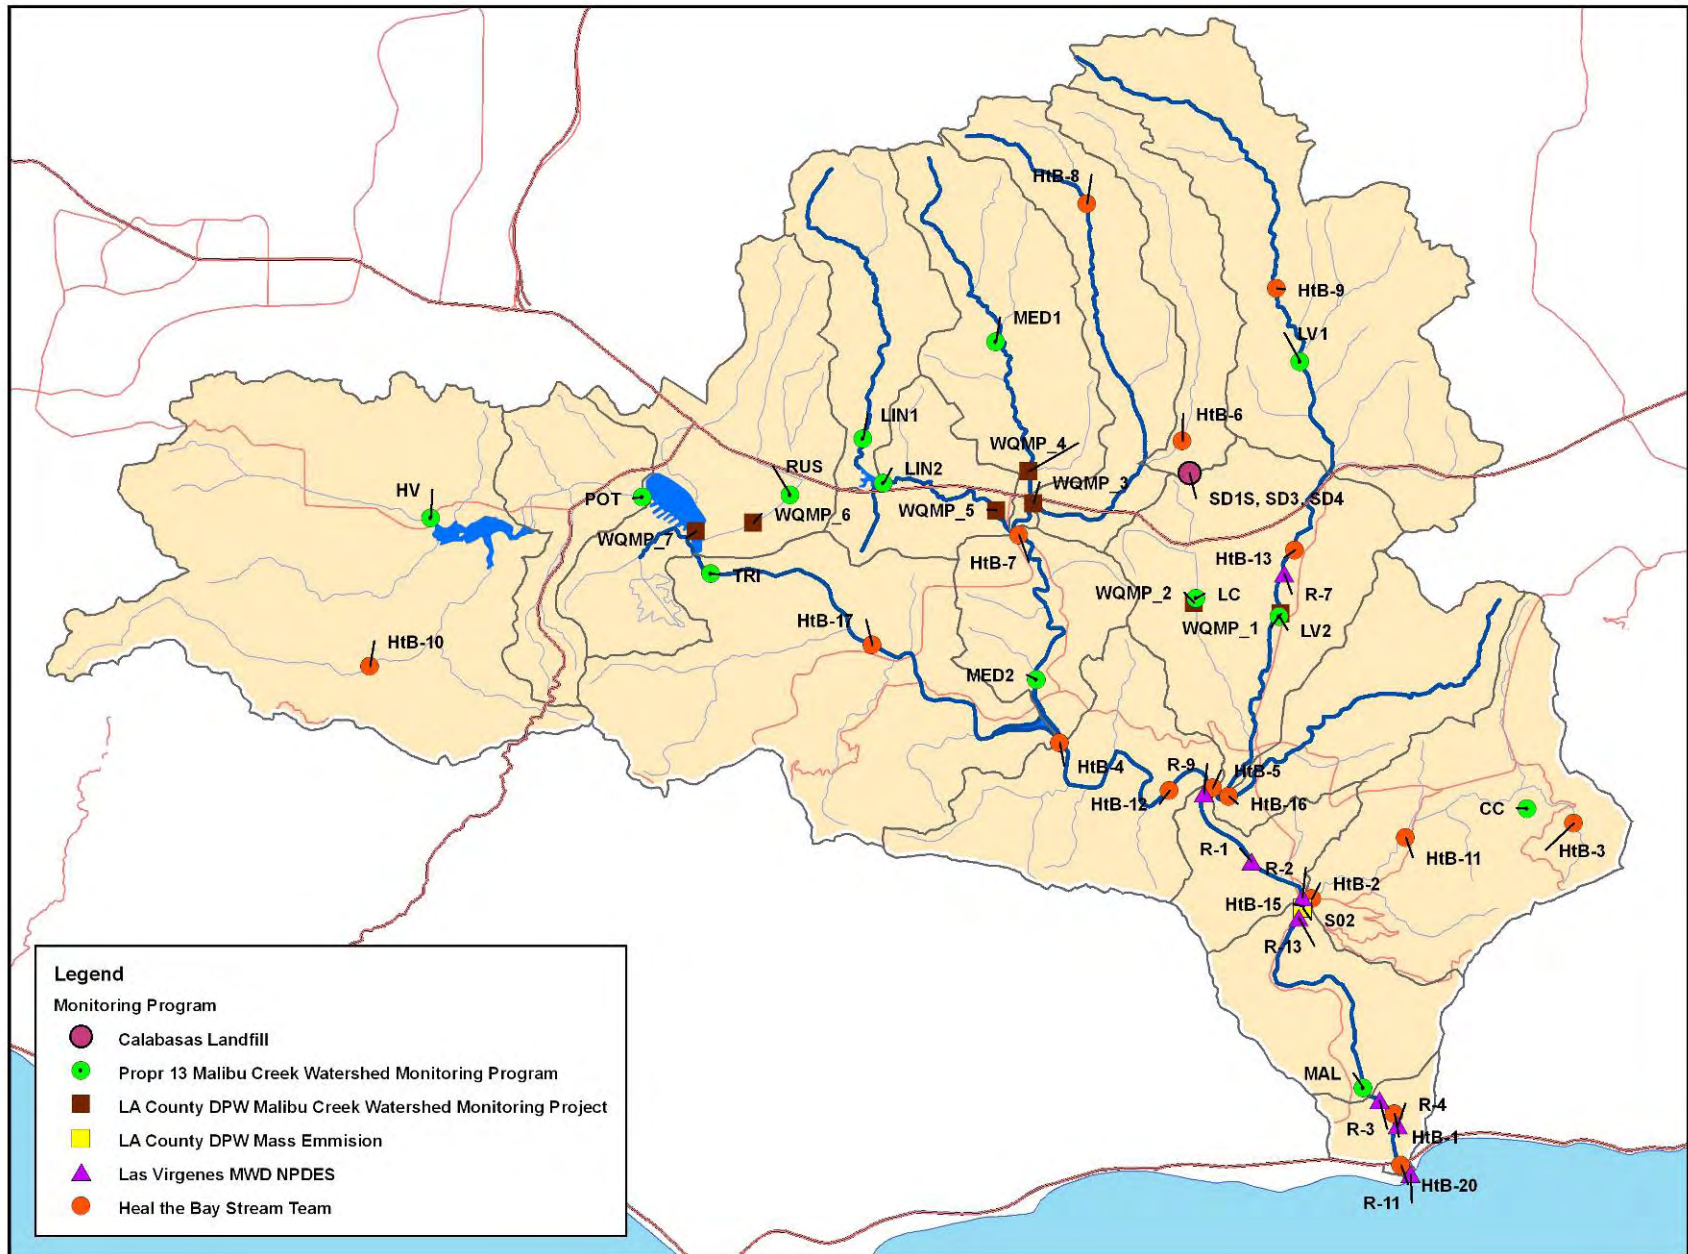 HtB-8
HtB-9
MED1
LV1
LIN1
HtB-6
WQMP_4
RUS
LIN2
WQMP_3
HV
POT
SD1S, SD3, SD4
WQMP_5
WQMP_6
WQMP_7
HtB-7
HtB-13
TRI
WQMP_2
LC
R-7
HtB-17
WQMP_1
LV2
HtB-10
MED2
HtB-4
R-9
HtB-5
HtB-12
HtB-16
CC
R-1
HtB-11
HtB-3
R-2
HtB-2
HtB-15
S02
R-13
MAL
R-4
R-3
HtB-1
HtB-20
R-11
Legend
Monitoring Program
Calabasas Landfill
Propr 13 Malibu Creek Watershed Monitoring Program
LA County DPW Malibu Creek Watershed Monitoring Project
LA County DPW Mass Emmision
Las Virgenes MWD NPDES
Heal the Bay Stream Team